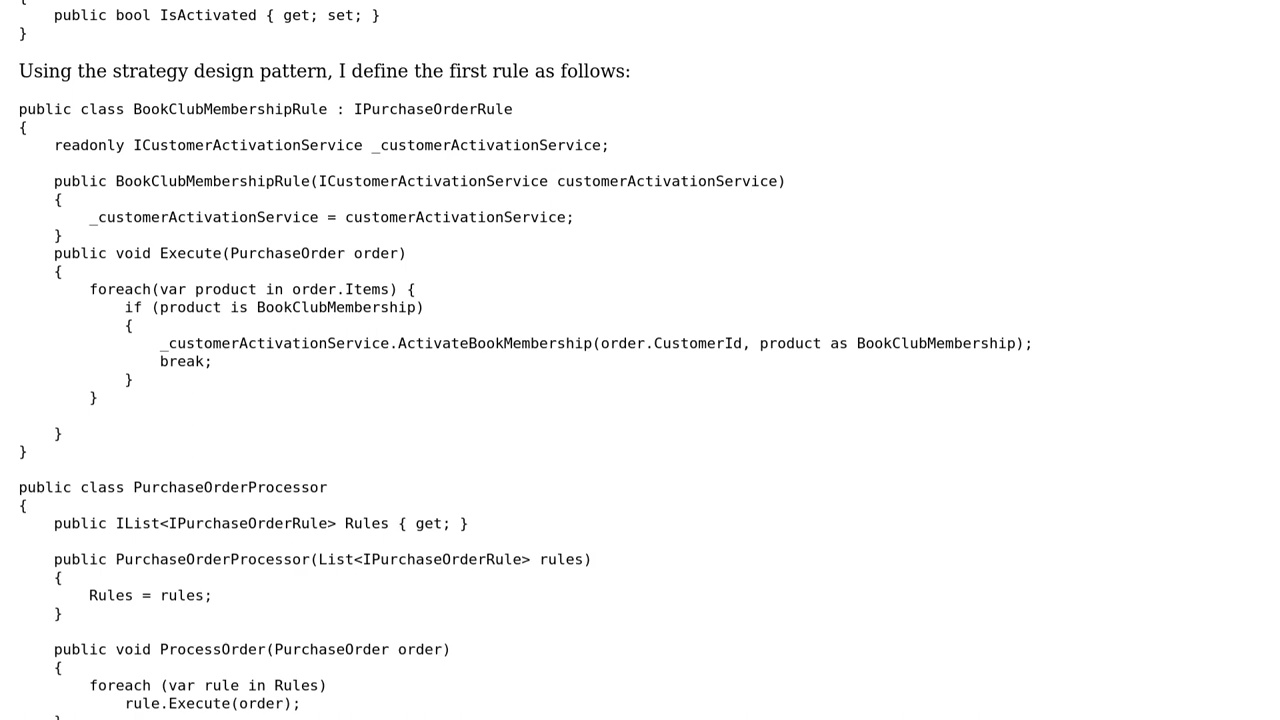 {
    public bool IsActivated { get; set; }
}
Using the strategy design pattern, I define the first rule as follows:
public class BookClubMembershipRule : IPurchaseOrderRule
{
    readonly ICustomerActivationService _customerActivationService;
    public BookClubMembershipRule(ICustomerActivationService customerActivationService)
    {
        _customerActivationService = customerActivationService;
    }
    public void Execute(PurchaseOrder order)
    {
        foreach(var product in order.Items) {
            if (product is BookClubMembership)
            {
                _customerActivationService.ActivateBookMembership(order.CustomerId, product as BookClubMembership);
                break;
            }
        }
    }
}
public class PurchaseOrderProcessor
{
    public IList<IPurchaseOrderRule> Rules { get; }
    public PurchaseOrderProcessor(List<IPurchaseOrderRule> rules)
    {
        Rules = rules;
    }
    public void ProcessOrder(PurchaseOrder order)
    {
        foreach (var rule in Rules)
            rule.Execute(order);
    }